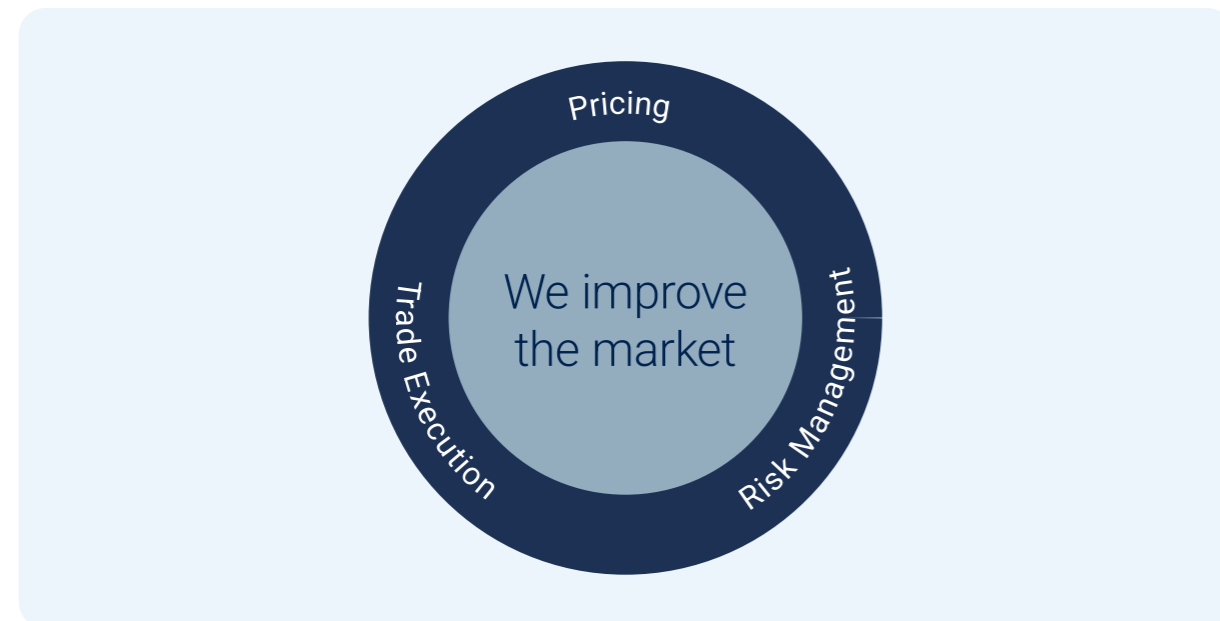 Pricing
We improve
the market
Trade Execution
Risk Management